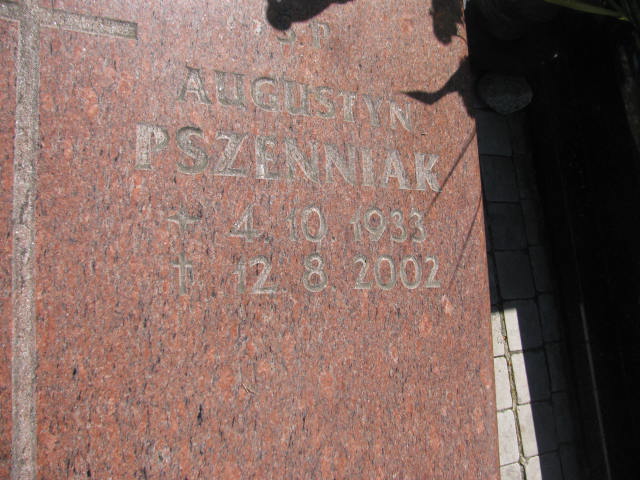 Ś P
AUGUSTYN
PSZENNIAK
* 4.10.1933
† 12.8.2002